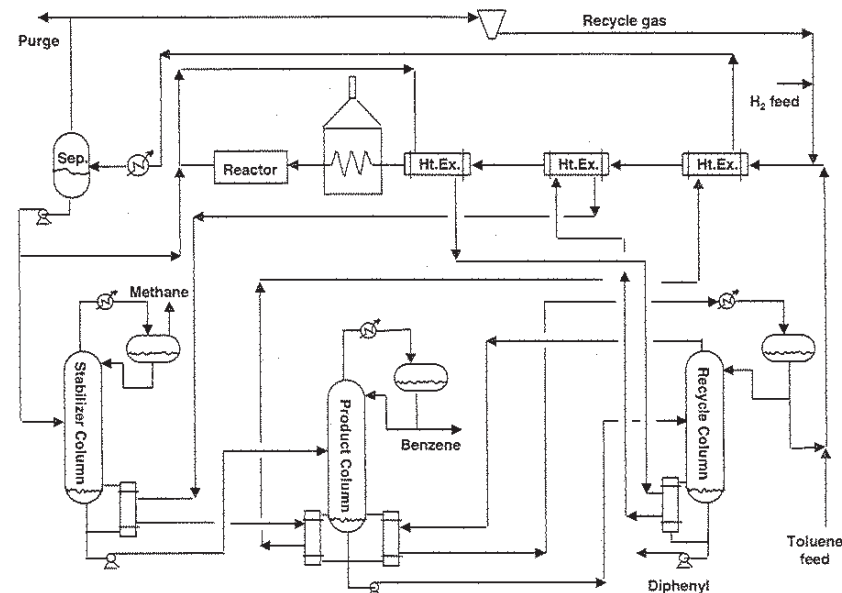 Recycle gas
Purge
H₂ feed
Sep.
Reactor
Ht.Ex.
Ht.Ex.
Ht.Ex.
Methane
Stabilizer Column
Product Column
Recycle Column
Benzene
Toluene
feed
Diphenyl